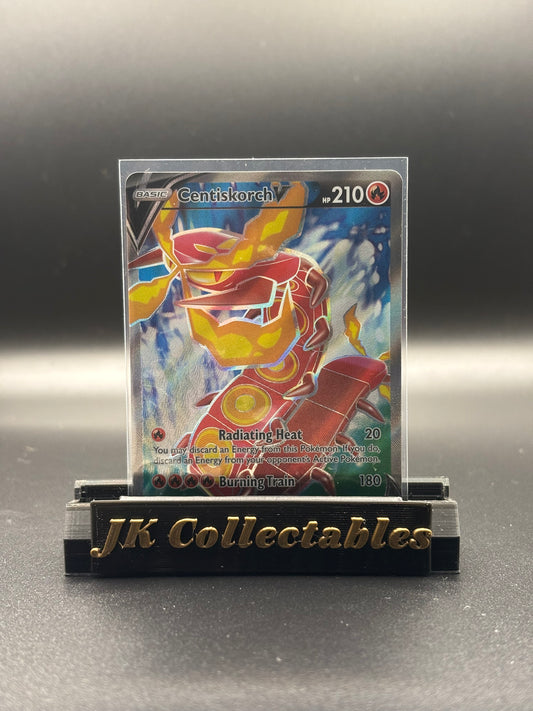 BASIC Centiskorch V HP 210
Radiating Heat 20
You may discard an Energy from this Pokémon. If you do,
discard an Energy from your opponent's Active Pokémon.
Burning Train 180
JK Collectables